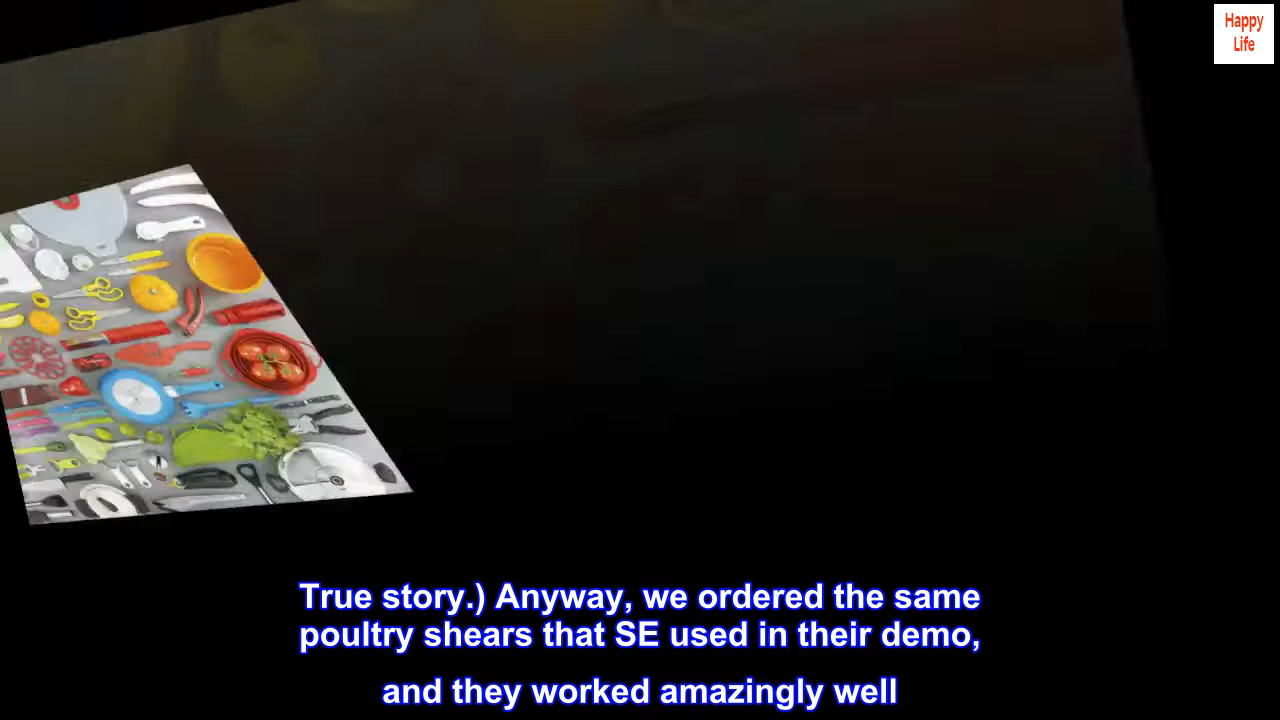 Happy
Life
True story.) Anyway, we ordered the same
poultry shears that SE used in their demo,
and they worked amazingly well